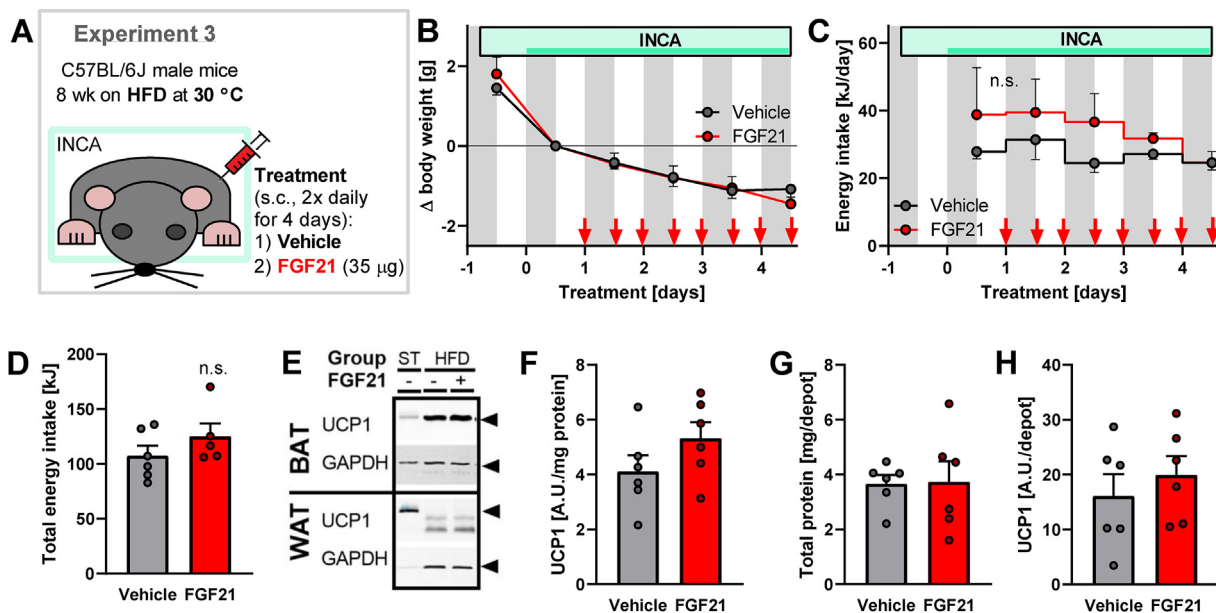 A
Experiment 3
C57BL/6J male mice
8 wk on HFD at 30 °C
INCA
Treatment
(s.c., 2x daily
for 4 days):
1) Vehicle
2) FGF21 (35 µg)
B
INCA
Δ body weight [g]
2
0
-2
Vehicle
FGF21
-1 0 1 2 3 4
Treatment [days]
C
INCA
Energy intake [kJ/day]
60
40
20
0
n.s.
Vehicle
FGF21
-1 0 1 2 3 4
Treatment [days]
D
Total energy intake [kJ]
200
150
100
50
0
n.s.
Vehicle FGF21
E
Group ST HFD
FGF21 - - +
BAT
UCP1
GAPDH
WAT
UCP1
GAPDH
F
UCP1 [A.U./mg protein]
8
6
4
2
0
Vehicle FGF21
G
Total protein [mg/depot]
8
6
4
2
0
Vehicle FGF21
H
UCP1 [A.U./depot]
40
30
20
10
0
Vehicle FGF21